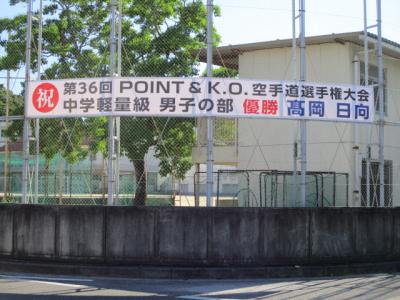 祝
第36回 POINT & K.O. 空手道選手権大会
中学軽量級 男子の部 優勝 髙岡 日向